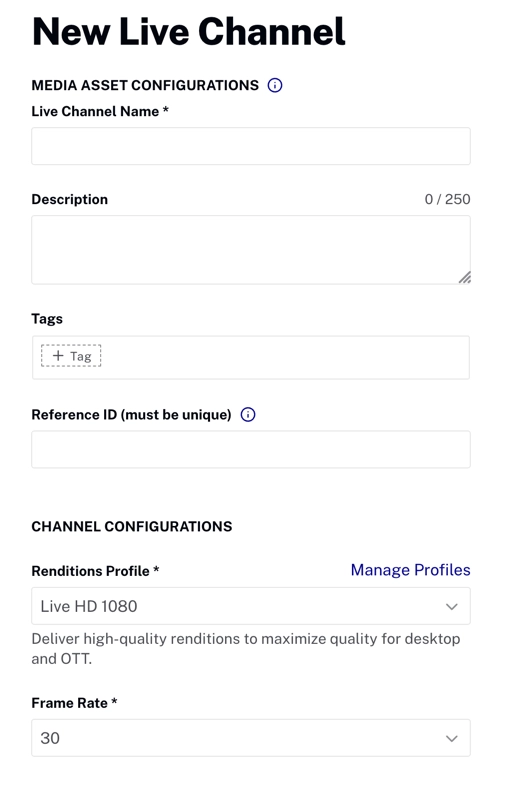 New Live Channel
MEDIA ASSET CONFIGURATIONS
Live Channel Name *
Description 0 / 250
Tags
+ Tag
Reference ID (must be unique)
CHANNEL CONFIGURATIONS
Renditions Profile * Manage Profiles
Live HD 1080
Deliver high-quality renditions to maximize quality for desktop
and OTT.
Frame Rate *
30